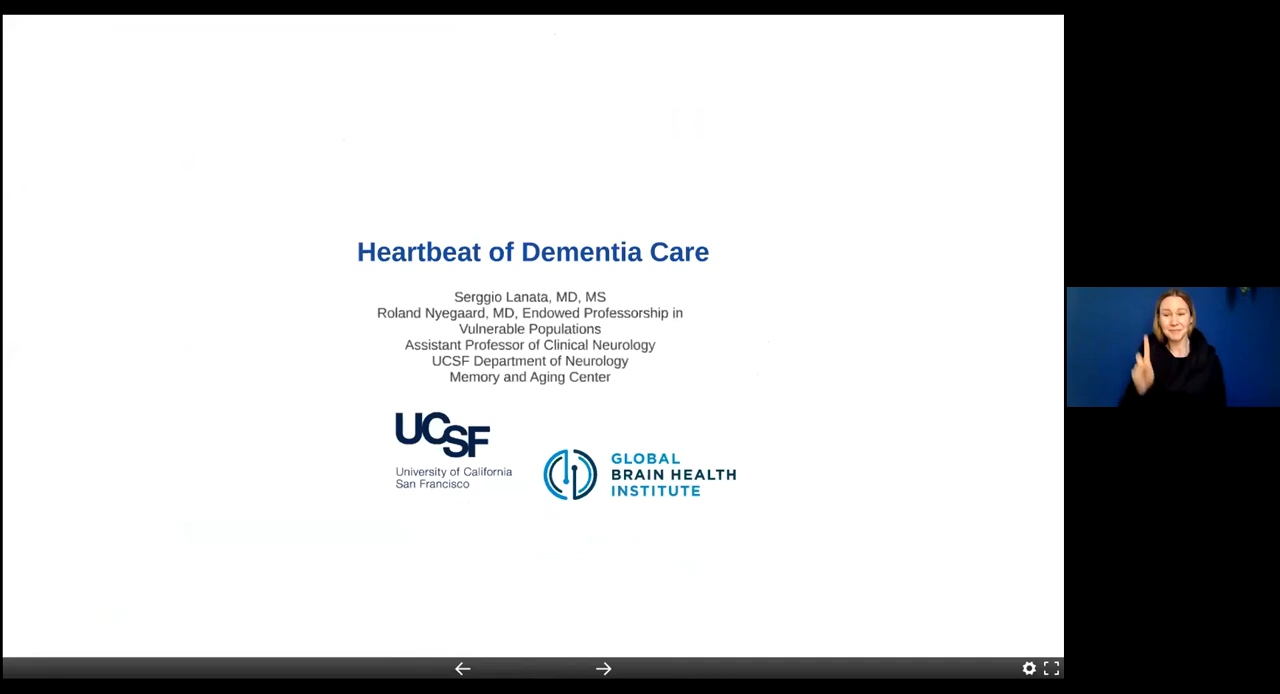 Heartbeat of Dementia Care
Serggio Lanata, MD, MS
Roland Nyegaard, MD, Endowed Professorship in
Vulnerable Populations
Assistant Professor of Clinical Neurology
UCSF Department of Neurology
Memory and Aging Center
UCSF
University of California
San Francisco
GLOBAL
BRAIN HEALTH
INSTITUTE